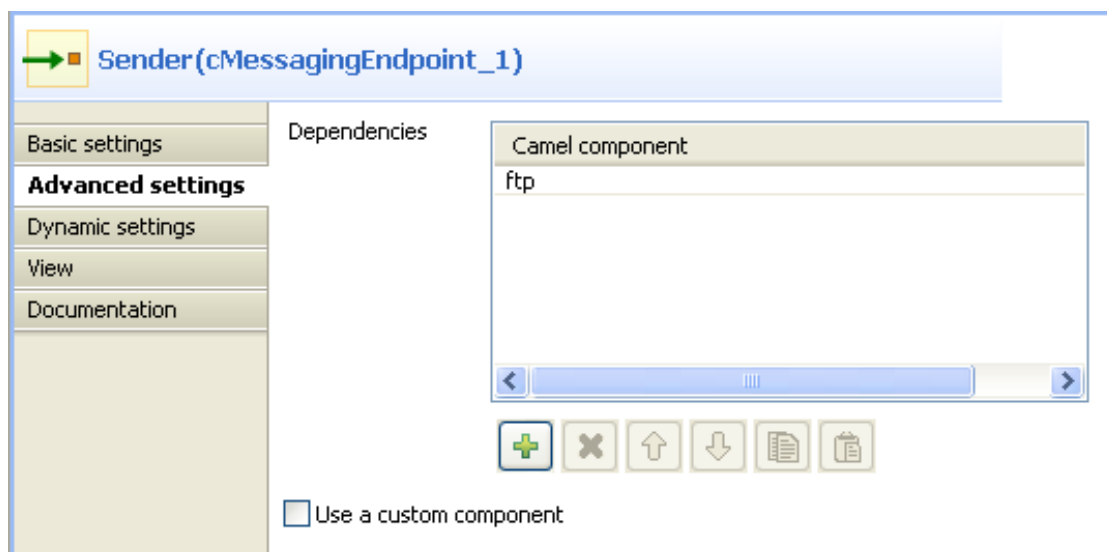 Sender(cMessagingEndpoint_1)
Basic settings
Advanced settings
Dynamic settings
View
Documentation
Dependencies
Camel component
ftp
Use a custom component